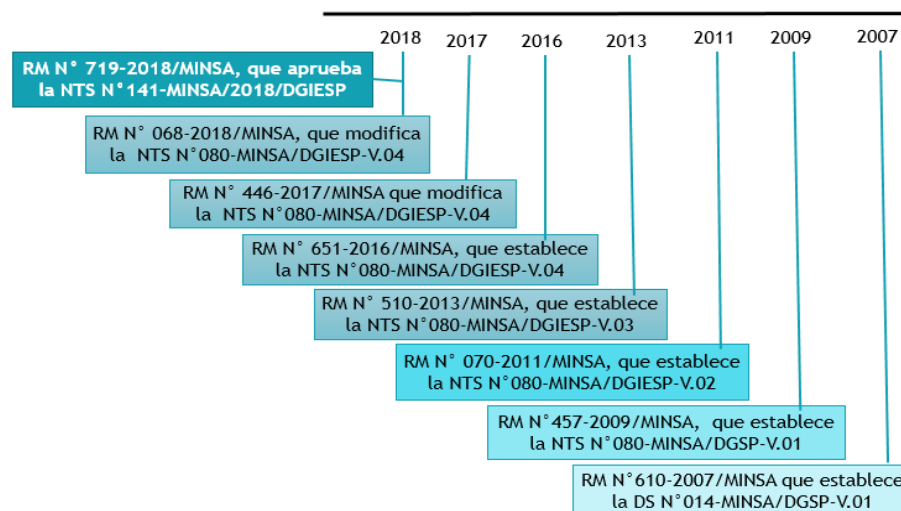 2018 2017 2016 2013 2011 2009 2007
RM N° 719-2018/MINSA, que aprueba
la NTS N°141-MINSA/2018/DGIESP
RM N° 068-2018/MINSA, que modifica
la NTS N°080-MINSA/DGIESP-V.04
RM N° 446-2017/MINSA que modifica
la NTS N°080-MINSA/DGIESP-V.04
RM N° 651-2016/MINSA, que establece
la NTS N°080-MINSA/DGIESP-V.04
RM N° 510-2013/MINSA, que establece
la NTS N°080-MINSA/DGIESP-V.03
RM N° 070-2011/MINSA, que establece
la NTS N°080-MINSA/DGIESP-V.02
RM N°457-2009/MINSA, que establece
la NTS N°080-MINSA/DGSP-V.01
RM N°610-2007/MINSA que establece
la DS N°014-MINSA/DGSP-V.01